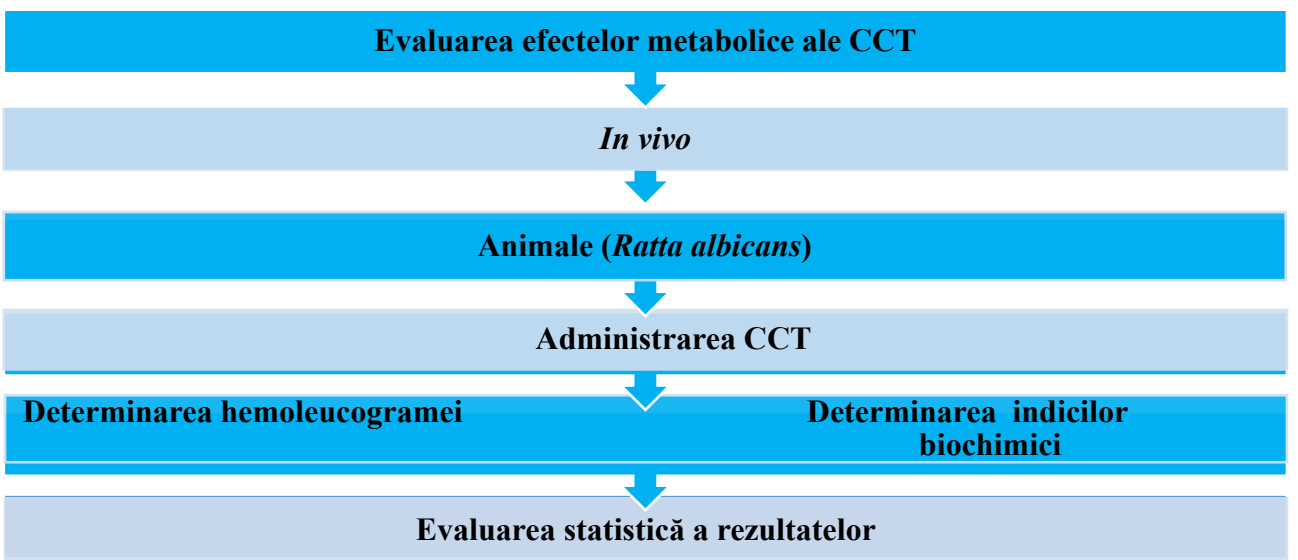 Evaluarea efectelor metabolice ale CCT
In vivo
Animale (Ratta albicans)
Administrarea CCT
Determinarea hemoleucogramei
Determinarea indicilor
biochimici
Evaluarea statistică a rezultatelor